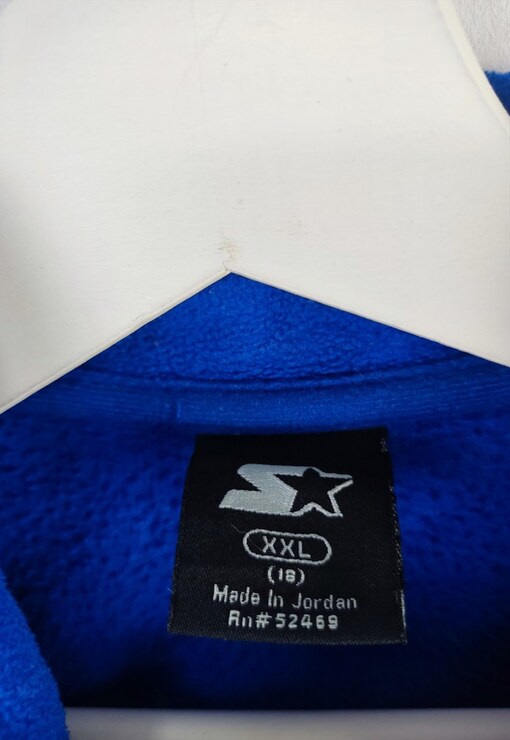 XXL
(18)
Made In Jordan
Rn#52469